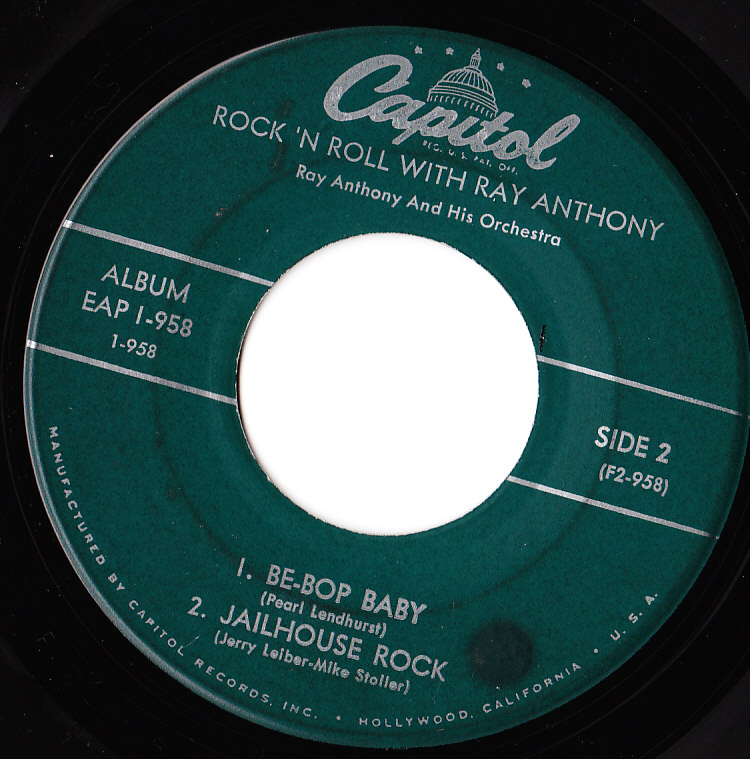 Capitol
REG. U.S. PAT. OFF.
ROCK 'N ROLL WITH RAY ANTHONY
Ray Anthony And His Orchestra
ALBUM
EAP 1-958
1-958
SIDE 2
(F2-958)
1. BE-BOP BABY
(Pearl Lendhurst)
2. JAILHOUSE ROCK
(Jerry Leiber-Mike Stoller)
MANUFACTURED BY CAPITOL RECORDS, INC. • HOLLYWOOD, CALIFORNIA • U. S. A.